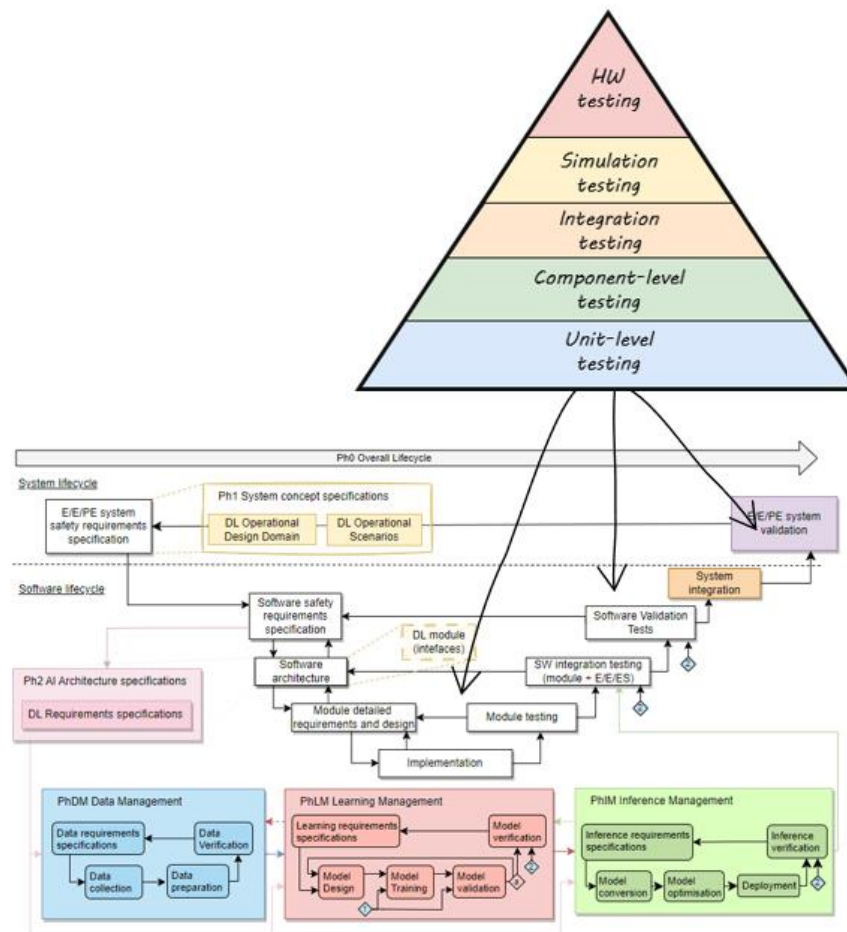 HW
testing
Simulation
testing
Integration
testing
Component-level
testing
Unit-level
testing
Ph0 Overall Lifecycle
System lifecycle
E/E/PE system
safety requirements
specification
Ph1 System concept specifications
DL Operational
Design Domain
DL Operational
Scenarios
E/E/PE system
validation
Software lifecycle
System
integration
Software safety
requirements
specification
Software Validation
Tests
DL module
(intefaces)
Software
architecture
SW integration testing
(module + E/E/ES)
2
2
Ph2 AI Architecture specifications
DL Requirements specifications
Module detailed
requirements and design
Module testing
Implementation
PhDM Data Management
Data requirements
specifications
Data
Verification
Data
collection
Data
preparation
PhLM Learning Management
Learning requirements
specifications
Model
verification
Model
Design
Model
Training
Model
validation
a
2
1
PhIM Inference Management
Inference requirements
specifications
Inference
verification
Model
conversion
Model
optimisation
Deployment
2